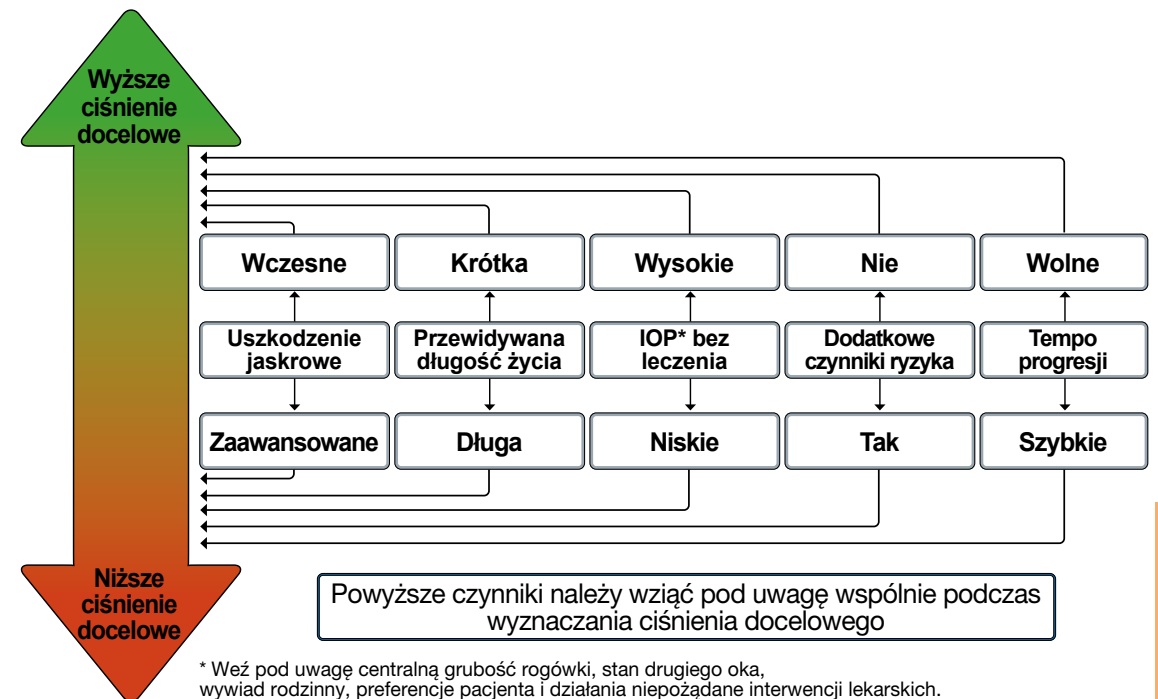 Wyższe
ciśnienie
docelowe
Wczesne
Krótka
Wysokie
Nie
Wolne
Uszkodzenie
jaskrowe
Przewidywana
długość życia
IOP* bez
leczenia
Dodatkowe
czynniki ryzyka
Tempo
progresji
Zaawansowane
Długa
Niskie
Tak
Szybkie
Niższe
ciśnienie
docelowe
Powyższe czynniki należy wziąć pod uwagę wspólnie podczas
wyznaczania ciśnienia docelowego
* Weź pod uwagę centralną grubość rogówki, stan drugiego oka,
wywiad rodzinny, preferencje pacjenta i działania niepożądane interwencji lekarskich.